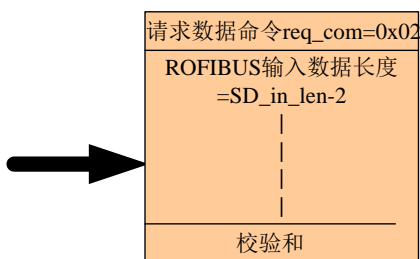 请求数据命令req_com=0x02
ROFIBUS输入数据长度
=SD_in_len-2
校验和